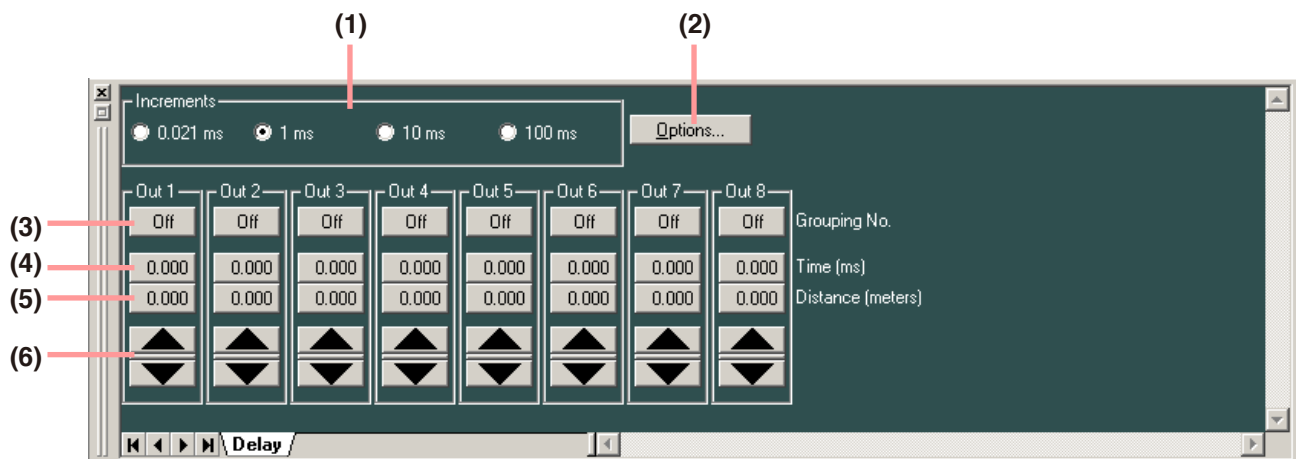 (1) (2)
Increments
0.021 ms 1 ms 10 ms 100 ms Options...
Out 1 Out 2 Out 3 Out 4 Out 5 Out 6 Out 7 Out 8
(3) Off Off Off Off Off Off Off Off Grouping No.
(4) 0.000 0.000 0.000 0.000 0.000 0.000 0.000 0.000 Time (ms)
(5) 0.000 0.000 0.000 0.000 0.000 0.000 0.000 0.000 Distance (meters)
(6)
Delay